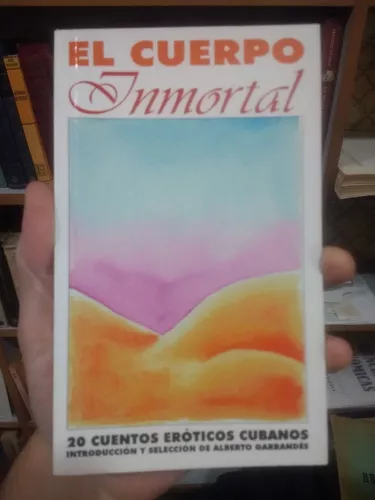 EL CUERPO
Inmortal
20 CUENTOS ERÓTICOS CUBANOS
INTRODUCCIÓN Y SELECCIÓN DE ALBERTO GARRANDÉS